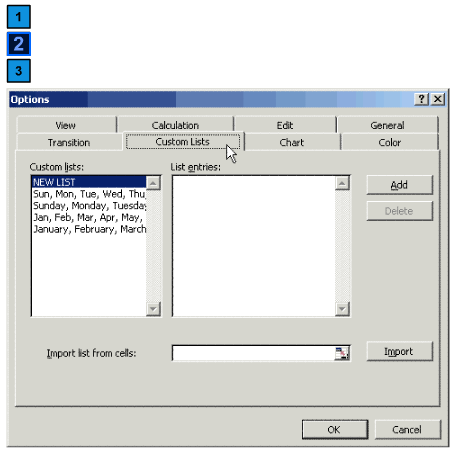 1
2
3
Options
View Calculation Edit General
Transition Custom Lists Chart Color
Custom lists: List entries:
NEW LIST
Sun, Mon, Tue, Wed, Thu,
Sunday, Monday, Tuesday
Jan, Feb, Mar, Apr, May,
January, February, March
Add
Delete
Import list from cells:
Import
OK Cancel